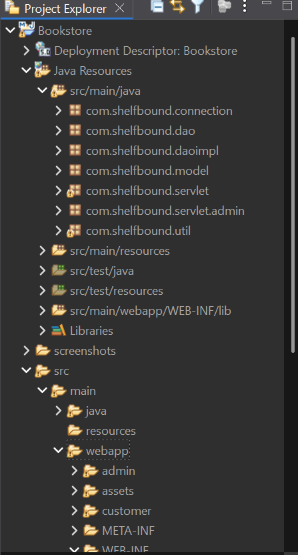 Project Explorer
Bookstore
Deployment Descriptor: Bookstore
Java Resources
src/main/java
com.shelfbound.connection
com.shelfbound.dao
com.shelfbound.daoimpl
com.shelfbound.model
com.shelfbound.servlet
com.shelfbound.servlet.admin
com.shelfbound.util
src/main/resources
src/test/java
src/test/resources
src/main/webapp/WEB-INF/lib
Libraries
screenshots
src
main
java
resources
webapp
admin
assets
customer
META-INF
WEB-INF